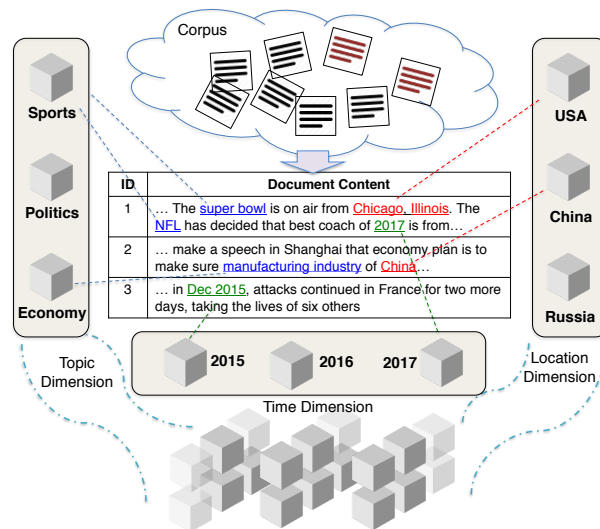 Corpus
Sports
Politics
Economy
USA
China
Russia
ID Document Content
1 … The super bowl is on air from Chicago, Illinois. The
NFL has decided that best coach of 2017 is from…
2 … make a speech in Shanghai that economy plan is to
make sure manufacturing industry of China…
3 … in Dec 2015, attacks continued in France for two more
days, taking the lives of six others
2015 2016 2017
Topic
Dimension
Time Dimension
Location
Dimension